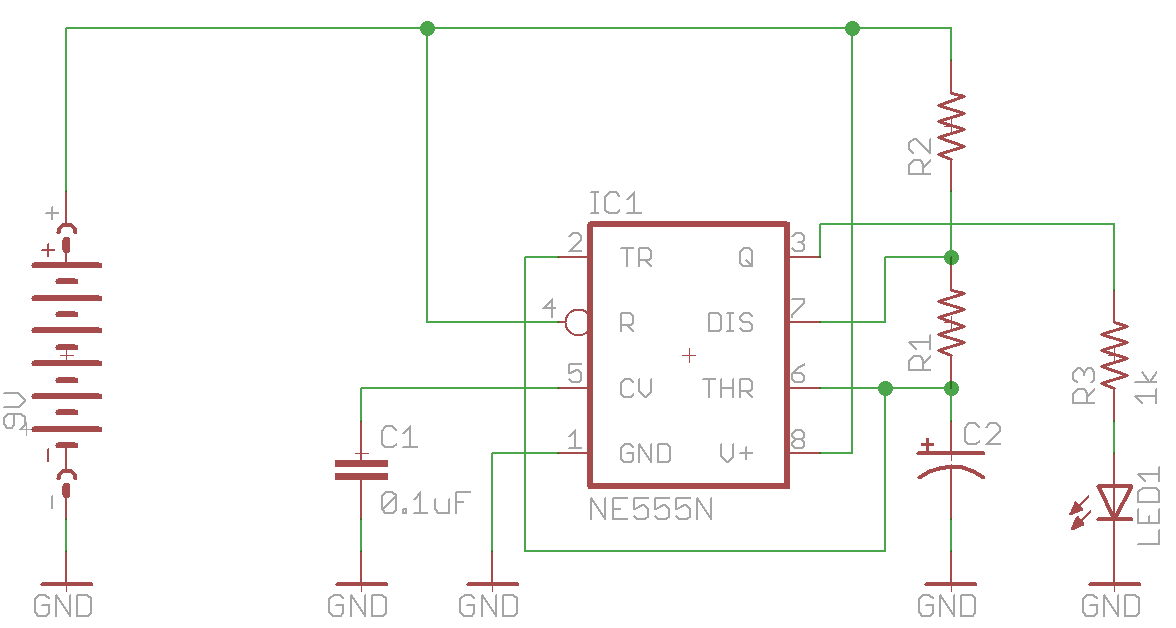 R2
IC1
+
2 TR Q 3
+
4 R DIS 7
R1
5 CV THR 6
R3 1k
9V
C1
C2
1 GND V+ 8
+
-
0.1uF
LED1
-
NE555N
GND GND GND GND GND